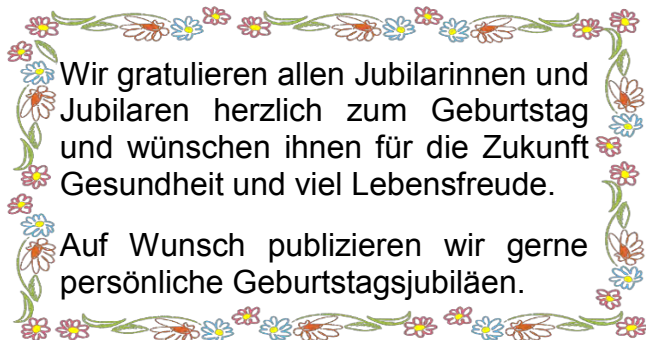 Wir gratulieren allen Jubilarinnen und
Jubilaren herzlich zum Geburtstag
und wünschen ihnen für die Zukunft
Gesundheit und viel Lebensfreude.
Auf Wunsch publizieren wir gerne
persönliche Geburtstagsjubiläen.